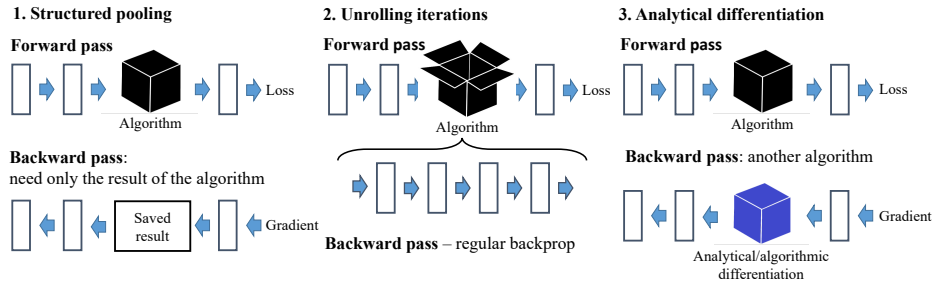 1. Structured pooling
Forward pass
Loss
Algorithm
Backward pass:
need only the result of the algorithm
Saved
result
Gradient
2. Unrolling iterations
Forward pass
Loss
Algorithm
Backward pass – regular backprop
3. Analytical differentiation
Forward pass
Loss
Algorithm
Backward pass: another algorithm
Gradient
Analytical/algorithmic
differentiation